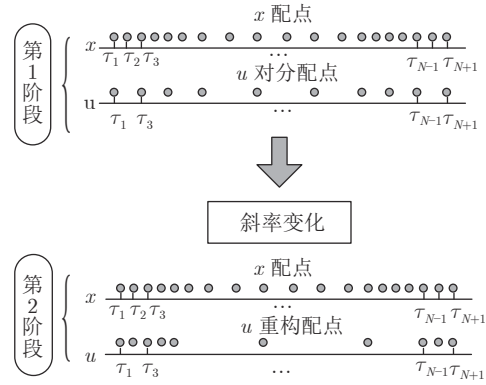 第1阶段
x 配点
x
τ1 τ2 τ3 ... τN−1 τN+1
u 对分配点
u
τ1 τ3 ... τN−1 τN+1
斜率变化
第2阶段
x 配点
x
τ1 τ2 τ3 ... τN−1 τN+1
u 重构配点
u
τ1 τ3 ... τN−1 τN+1